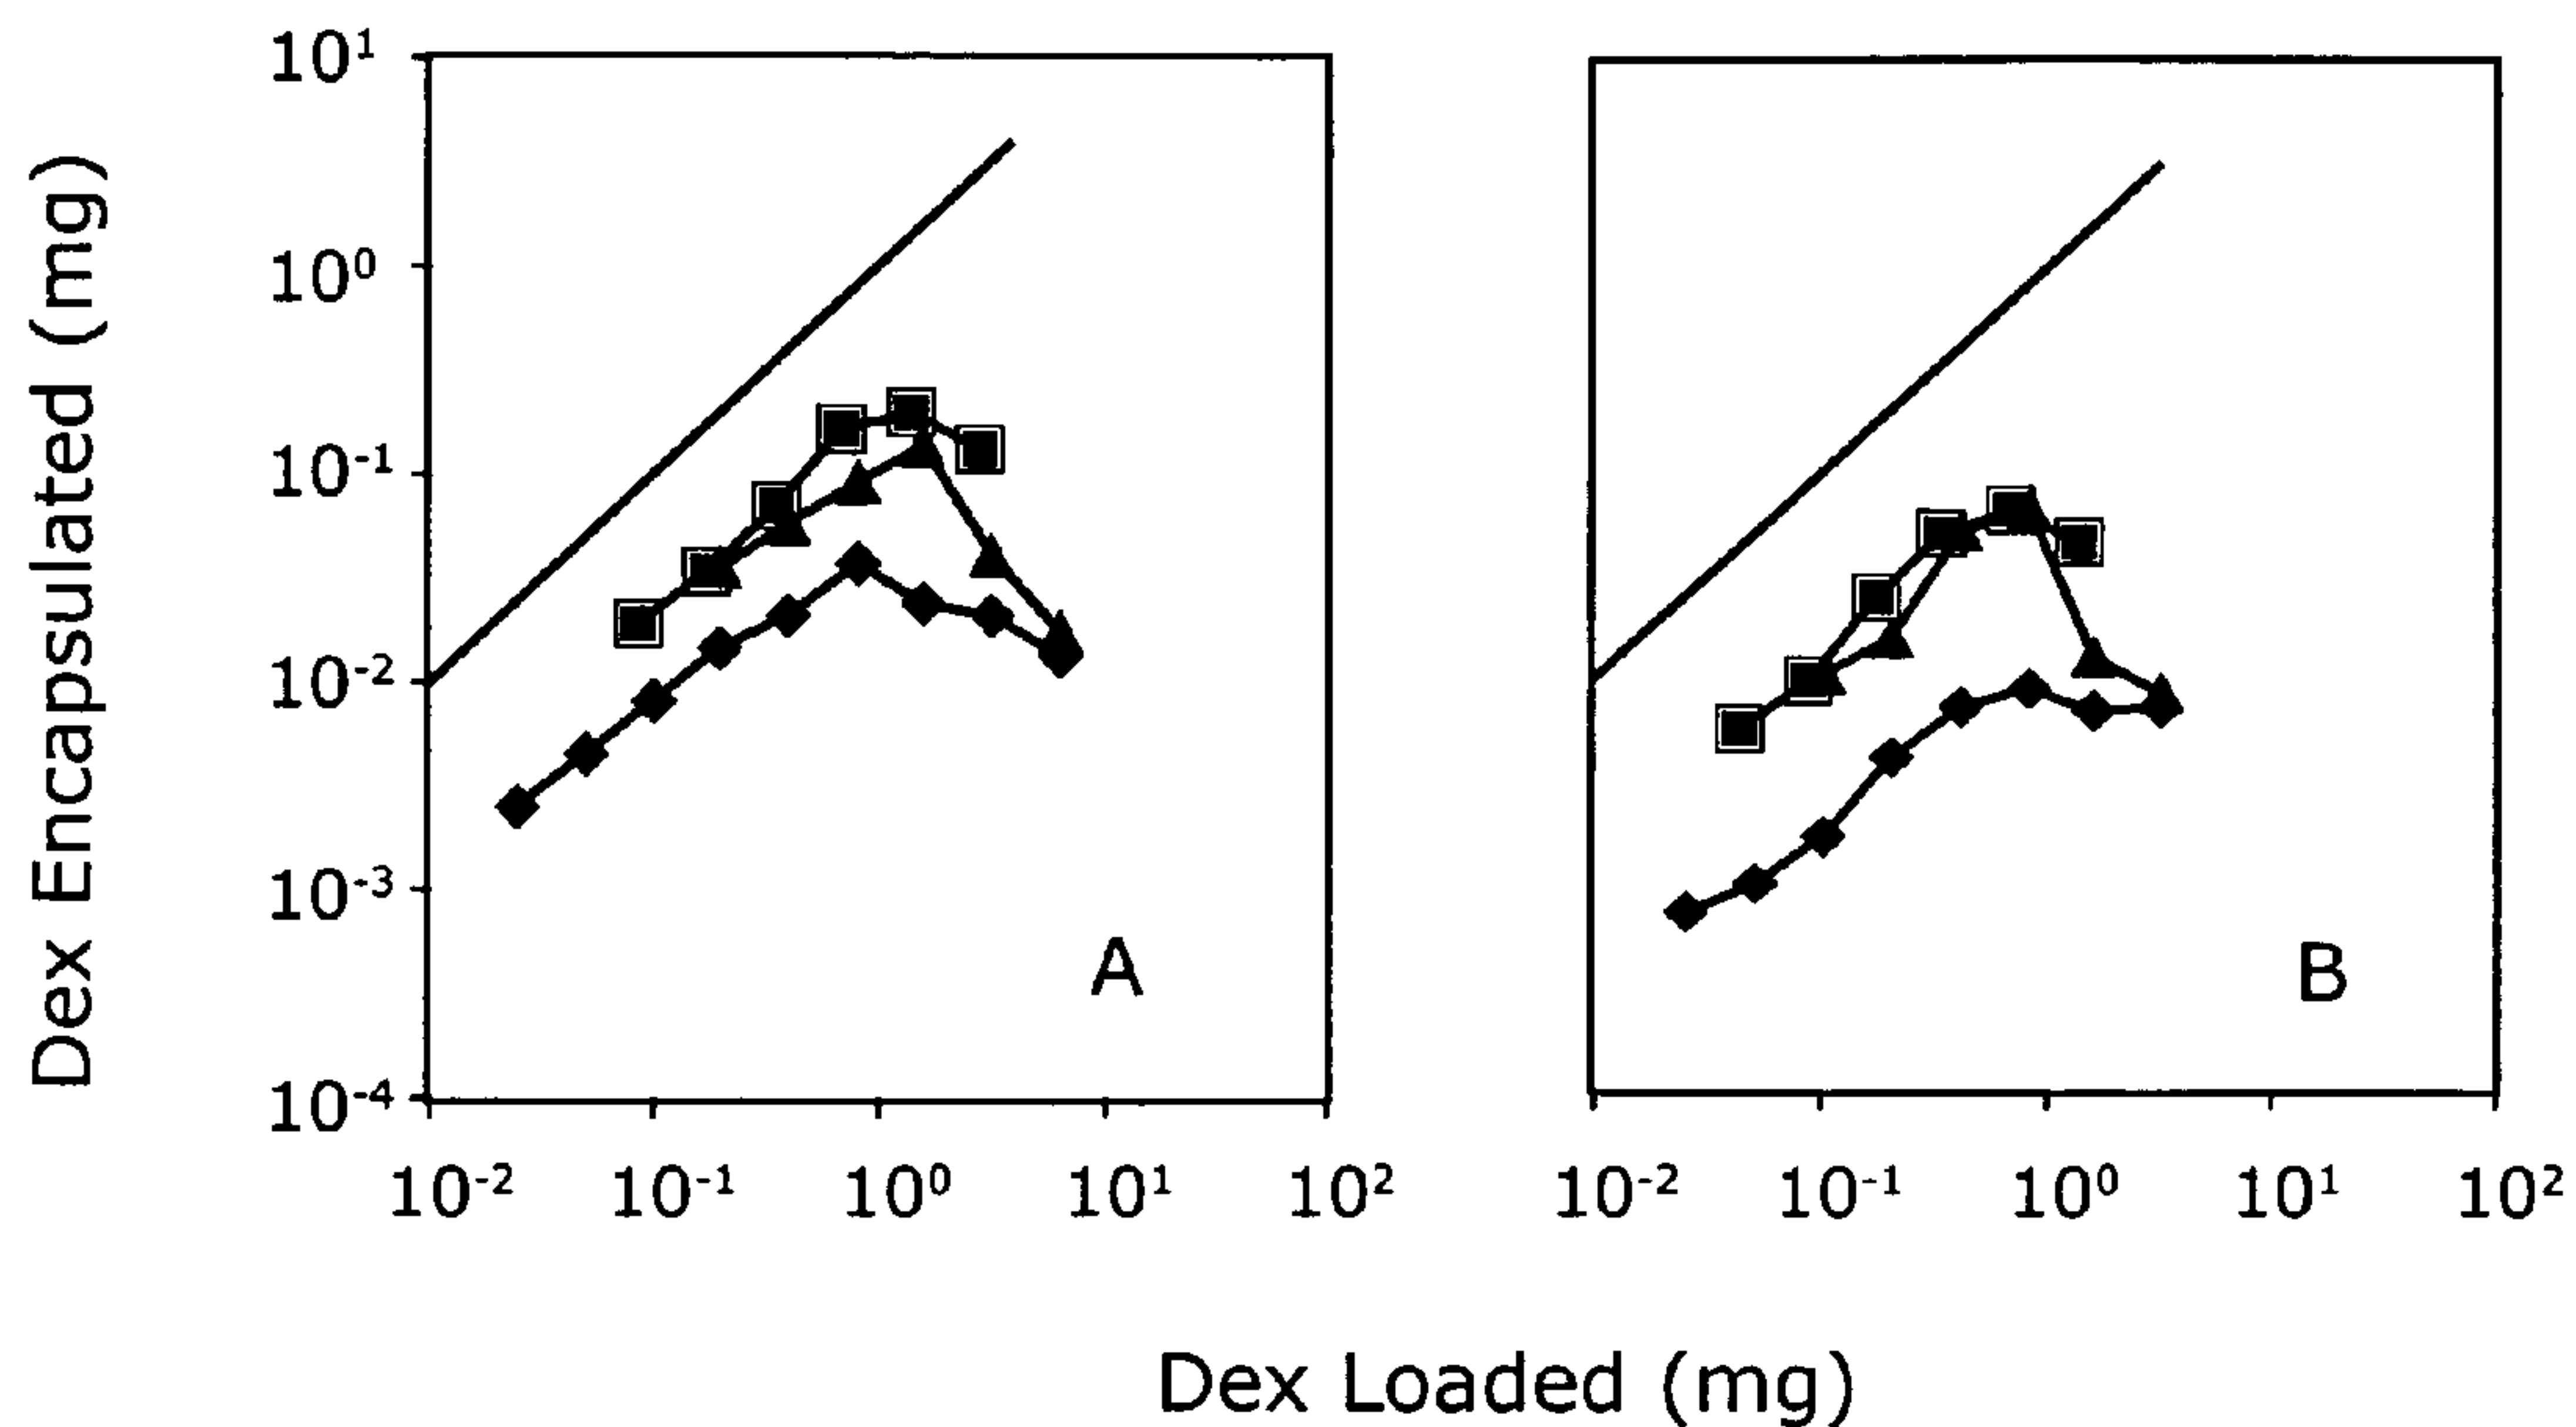 Dex Encapsulated (mg)
10¹
10⁰
10⁻¹
10⁻²
10⁻³
10⁻⁴
A
B
10⁻² 10⁻¹ 10⁰ 10¹ 10² 10⁻² 10⁻¹ 10⁰ 10¹ 10²
Dex Loaded (mg)